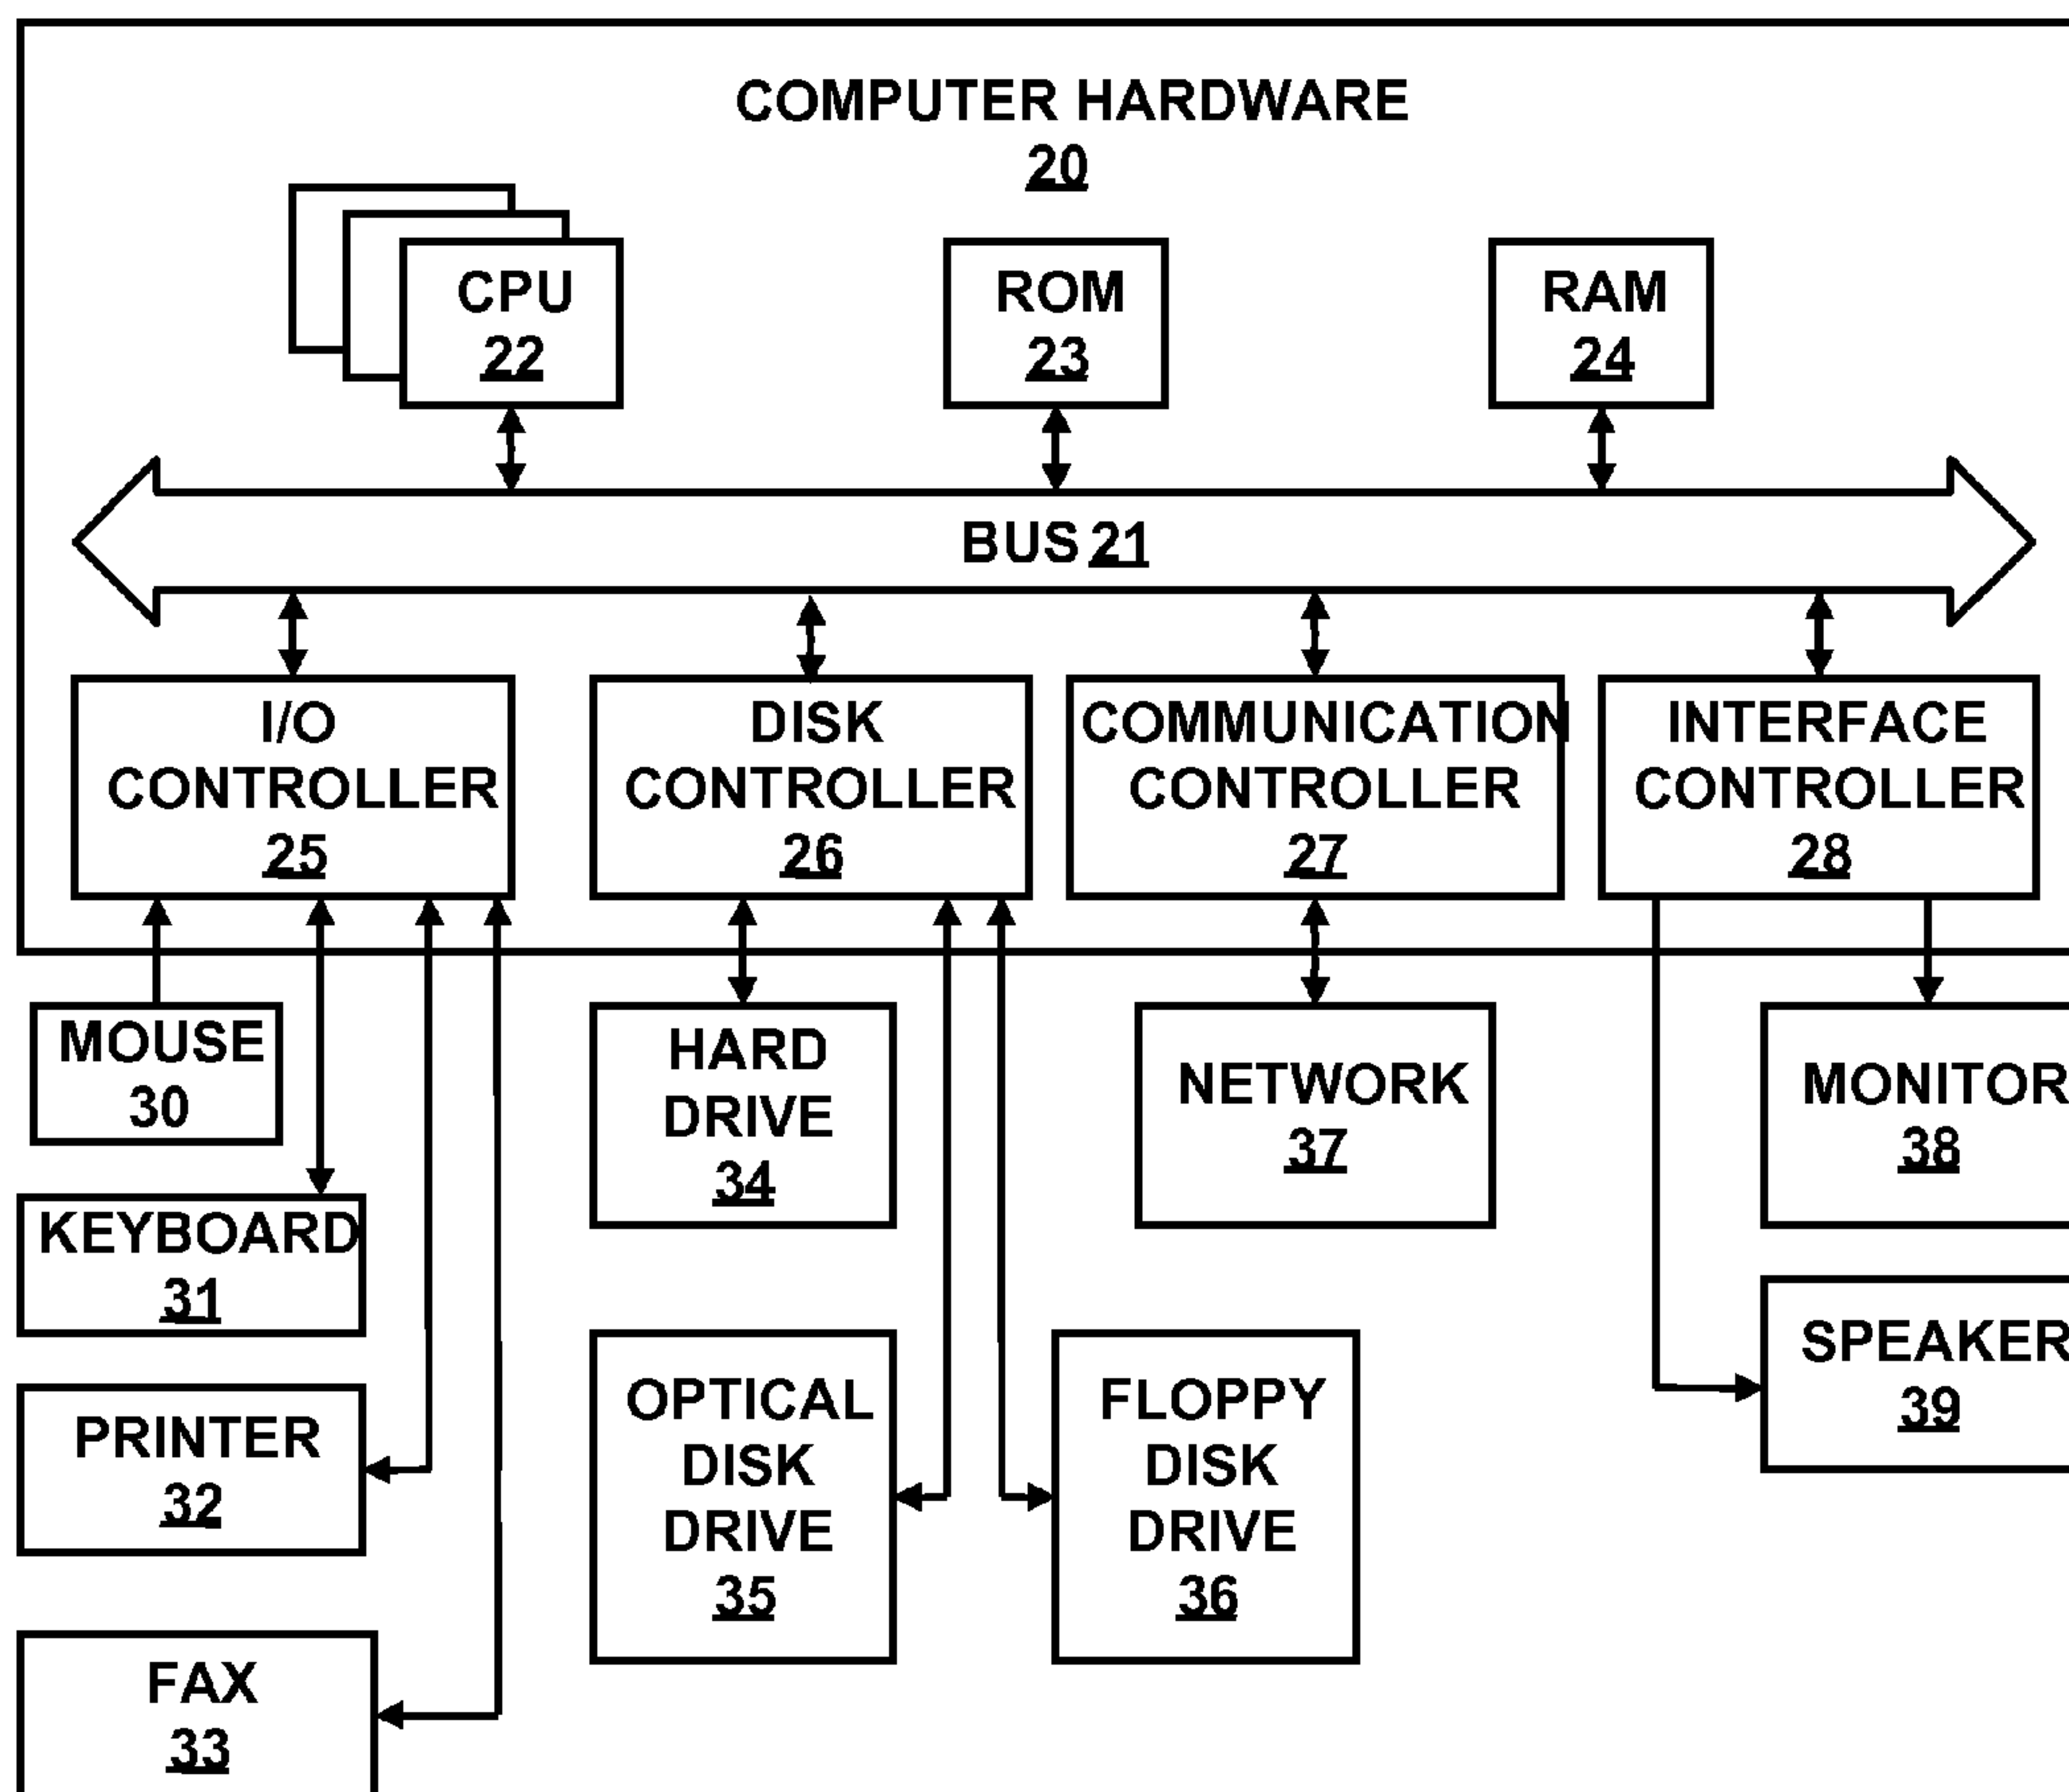 COMPUTER HARDWARE
20
CPU
22
ROM
23
RAM
24
BUS 21
I/O
CONTROLLER
25
DISK
CONTROLLER
26
COMMUNICATION
CONTROLLER
27
INTERFACE
CONTROLLER
28
MOUSE
30
HARD
DRIVE
34
NETWORK
37
MONITOR
38
KEYBOARD
31
SPEAKER
39
PRINTER
32
OPTICAL
DISK
DRIVE
35
FLOPPY
DISK
DRIVE
36
FAX
33